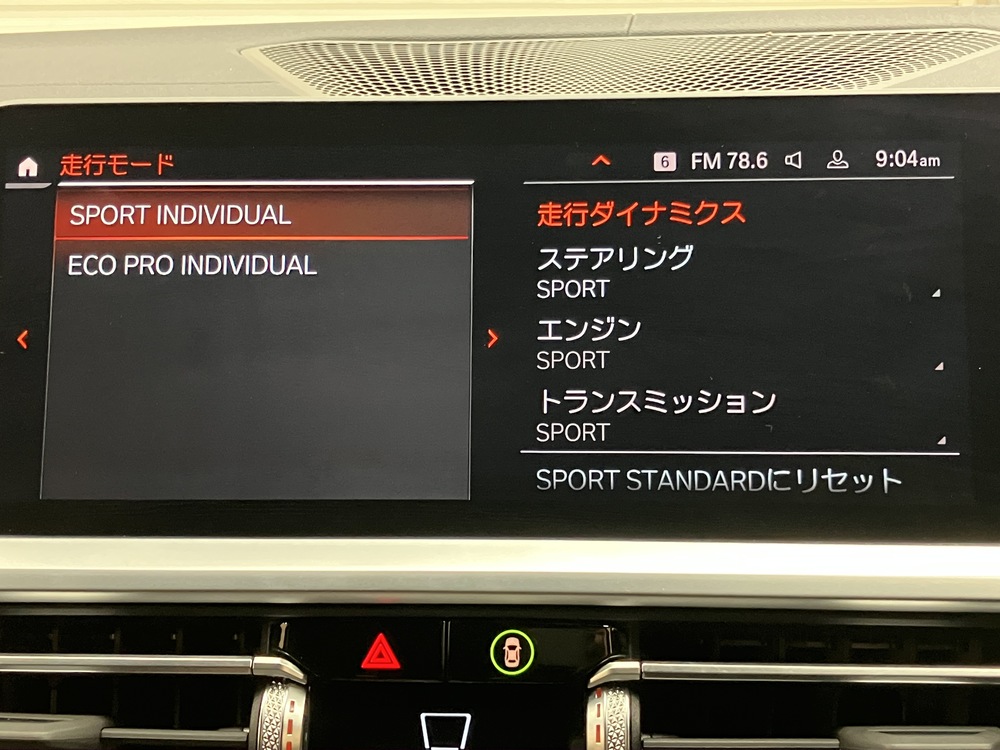 走行モード
6 FM 78.6 9:04am
SPORT INDIVIDUAL
ECO PRO INDIVIDUAL
走行ダイナミクス
ステアリング
SPORT
エンジン
SPORT
トランスミッション
SPORT
SPORT STANDARDにリセット